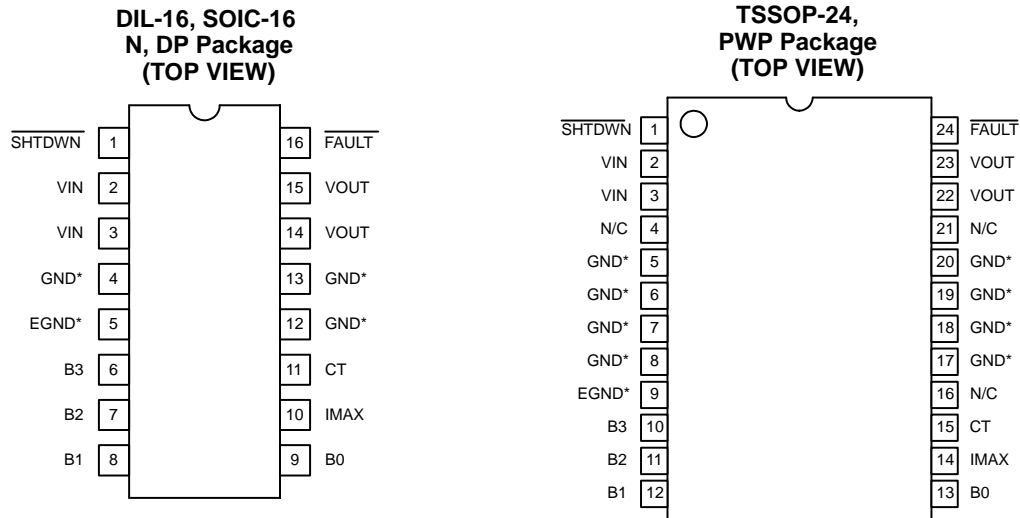 DIL-16, SOIC-16
N, DP Package
(TOP VIEW)
SHTDWN 1 16 FAULT
VIN 2 15 VOUT
VIN 3 14 VOUT
GND* 4 13 GND*
EGND* 5 12 GND*
B3 6 11 CT
B2 7 10 IMAX
B1 8 9 B0
TSSOP-24,
PWP Package
(TOP VIEW)
SHTDWN 1 24 FAULT
VIN 2 23 VOUT
VIN 3 22 VOUT
N/C 4 21 N/C
GND* 5 20 GND*
GND* 6 19 GND*
GND* 7 18 GND*
GND* 8 17 GND*
EGND* 9 16 N/C
B3 10 15 CT
B2 11 14 IMAX
B1 12 13 B0